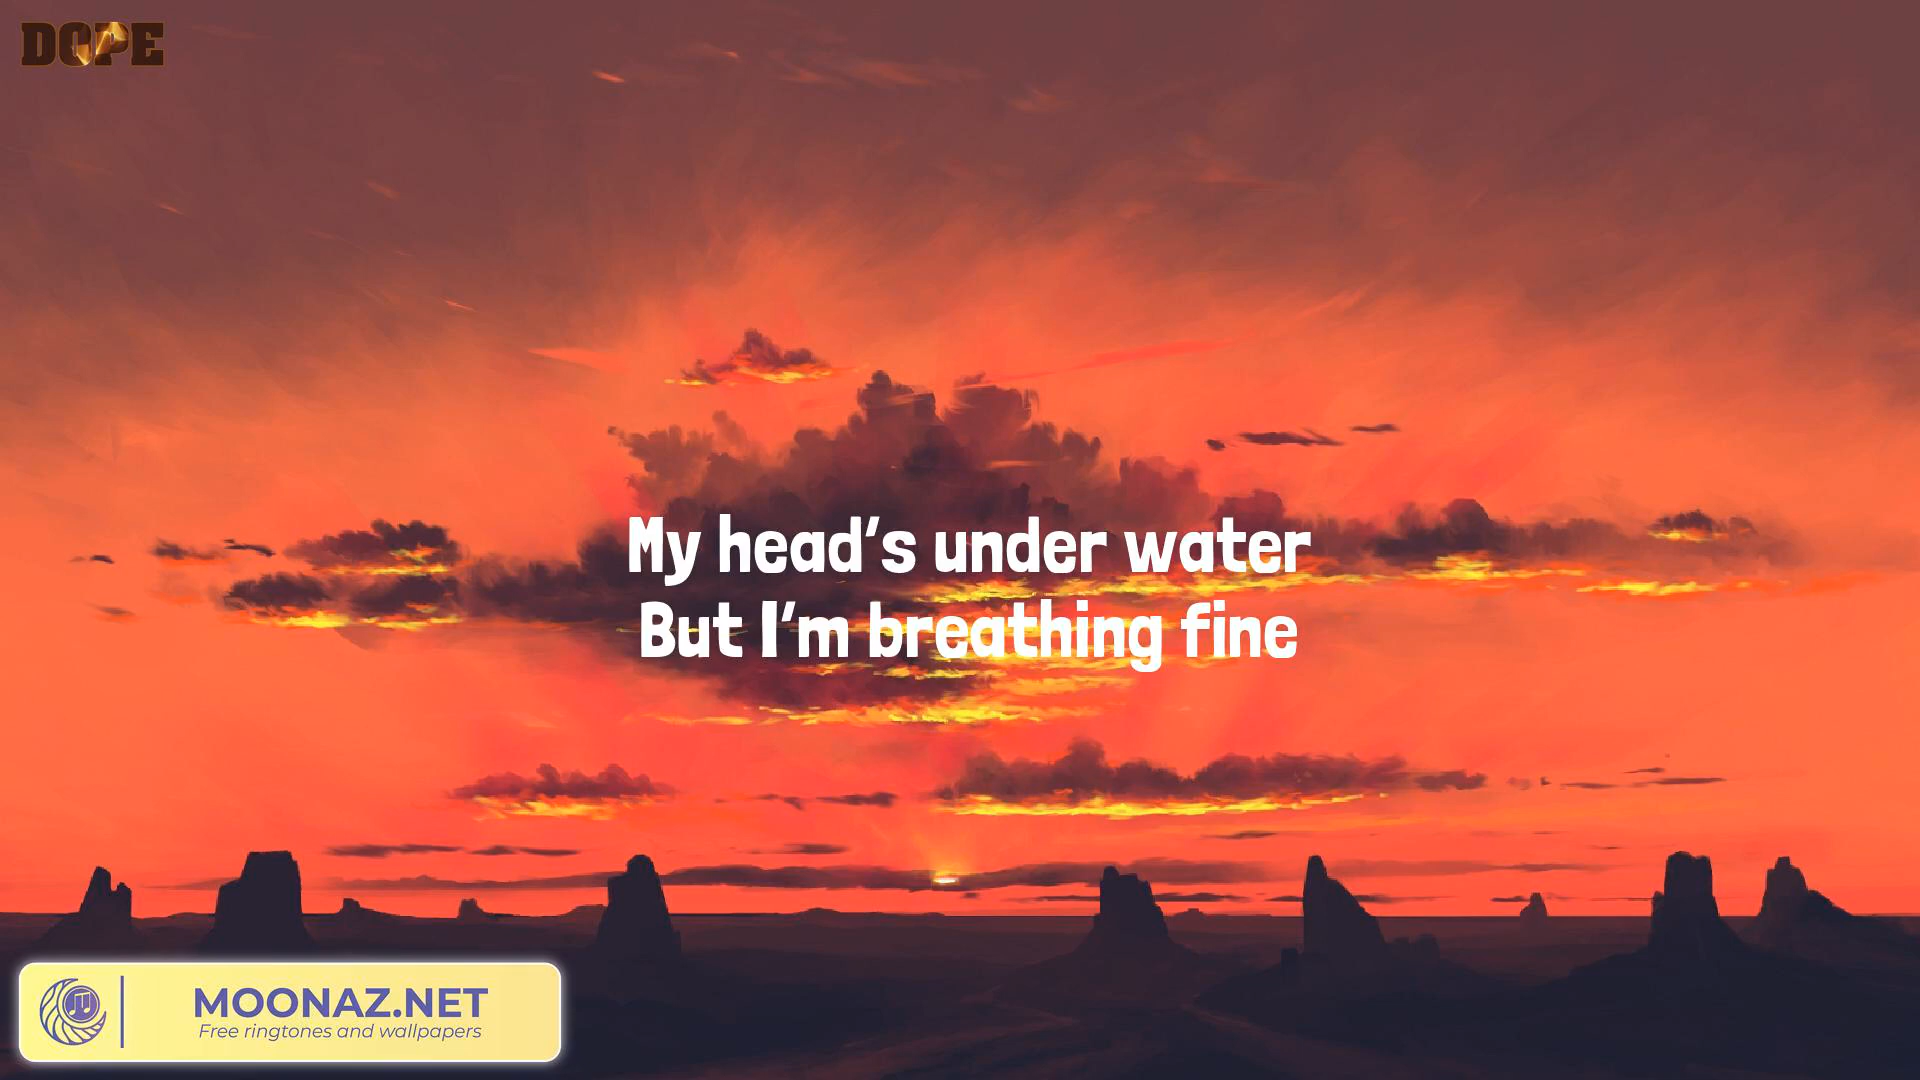 DOPE
My head's under water
But I'm breathing fine
MOONAZ.NET
Free ringtones and wallpapers